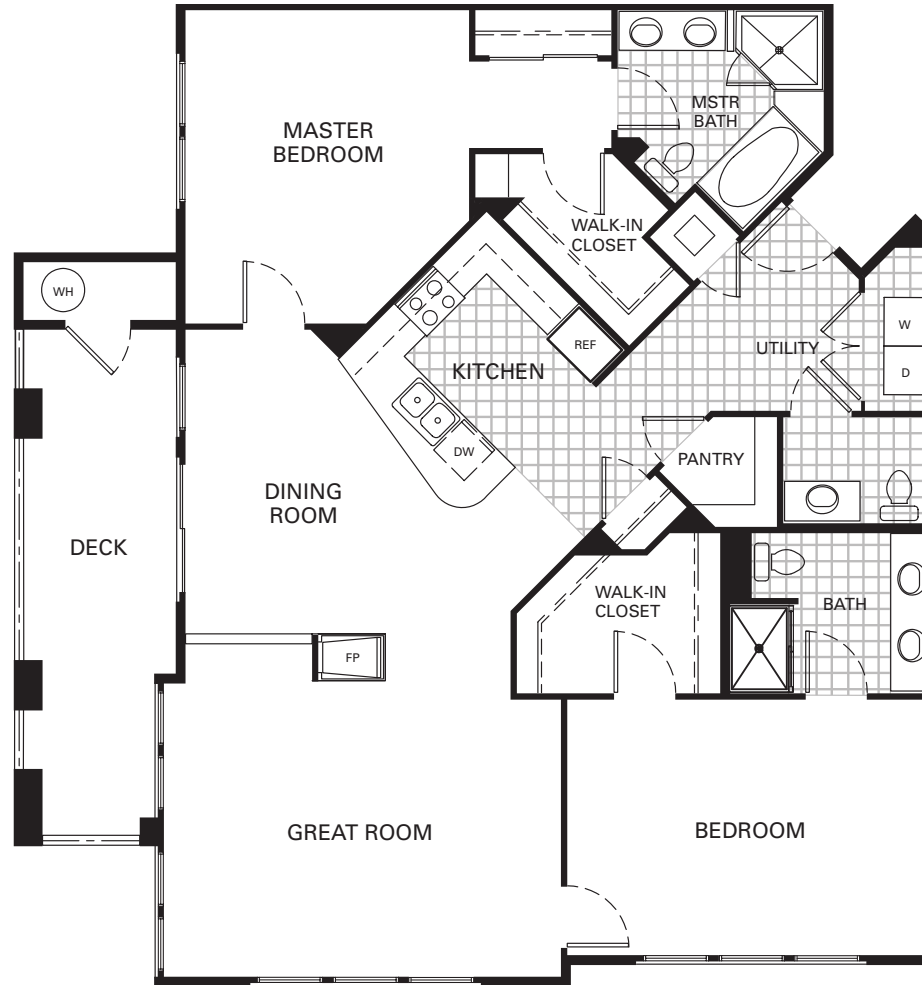 MSTR
BATH
MASTER
BEDROOM
WALK-IN
CLOSET
WH
W
REF
UTILITY
KITCHEN
D
DW
PANTRY
DINING
ROOM
DECK
WALK-IN
CLOSET
BATH
FP
GREAT ROOM
BEDROOM